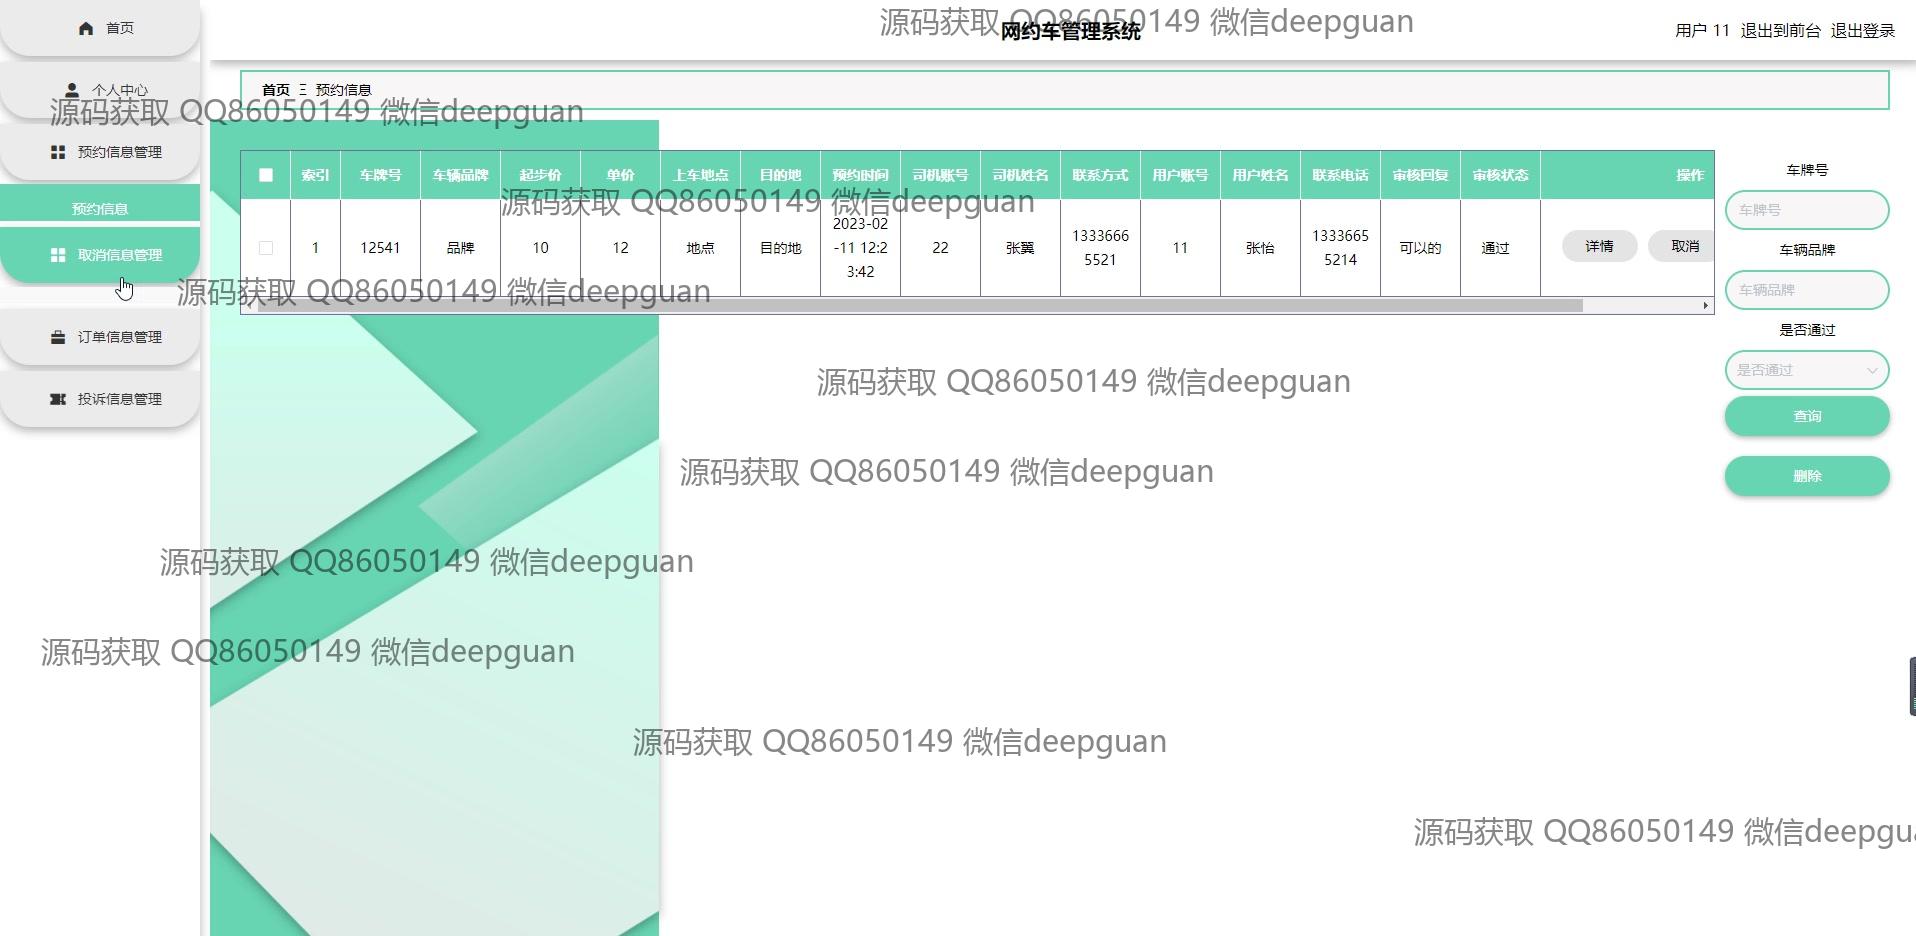 首页
个人中心
预约信息管理
预约信息
取消信息管理
订单信息管理
投诉信息管理
网约车管理系统
用户 11 退出到前台 退出登录
首页 Ξ 预约信息
索引 车牌号 车辆品牌 起步价 单价 上车地点 目的地 预约时间 司机账号 司机姓名 联系方式 用户账号 用户姓名 联系电话 审核回复 审核状态 操作
1 12541 品牌 10 12 地点 目的地 2023-02-11 12:23:42 22 张翼 13336665521 11 张怡 13336655214 可以的 通过 详情 取消
车牌号
车牌号
车辆品牌
车辆品牌
是否通过
是否通过
查询
删除
源码获取 QQ86050149 微信deepguan
源码获取 QQ86050149 微信deepguan
源码获取 QQ86050149 微信deepguan
源码获取 QQ86050149 微信deepguan
源码获取 QQ86050149 微信deepguan
源码获取 QQ86050149 微信deepguan
源码获取 QQ86050149 微信deepguan
源码获取 QQ86050149 微信deepguan
源码获取 QQ86050149 微信deepguan
源码获取 QQ86050149 微信deepgua